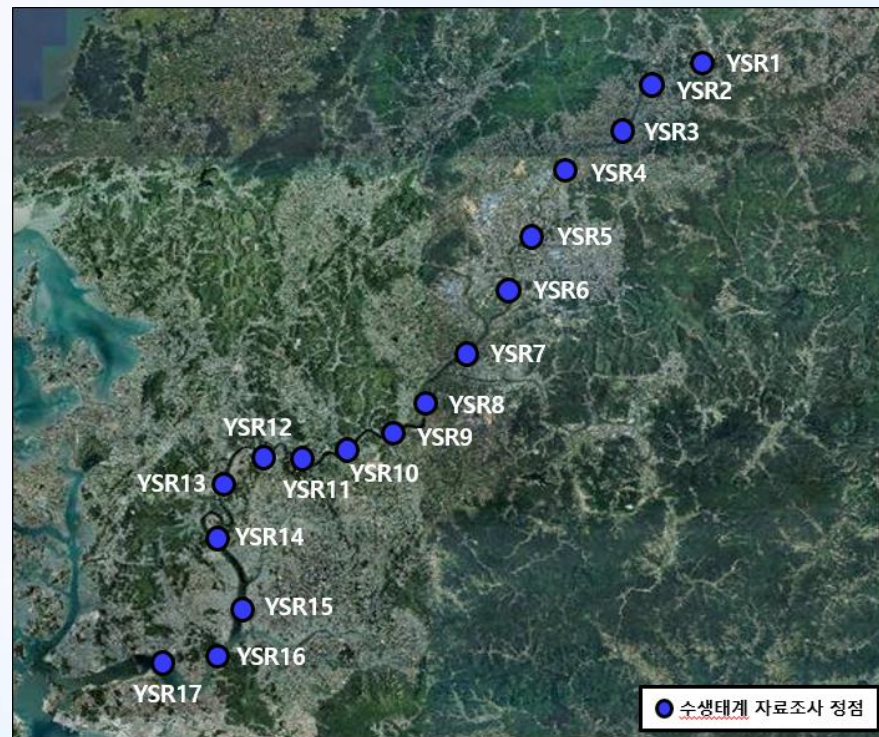 YSR1
YSR2
YSR3
YSR4
YSR5
YSR6
YSR7
YSR8
YSR9
YSR10
YSR11
YSR12
YSR13
YSR14
YSR15
YSR16
YSR17
수생태계 자료조사 정점